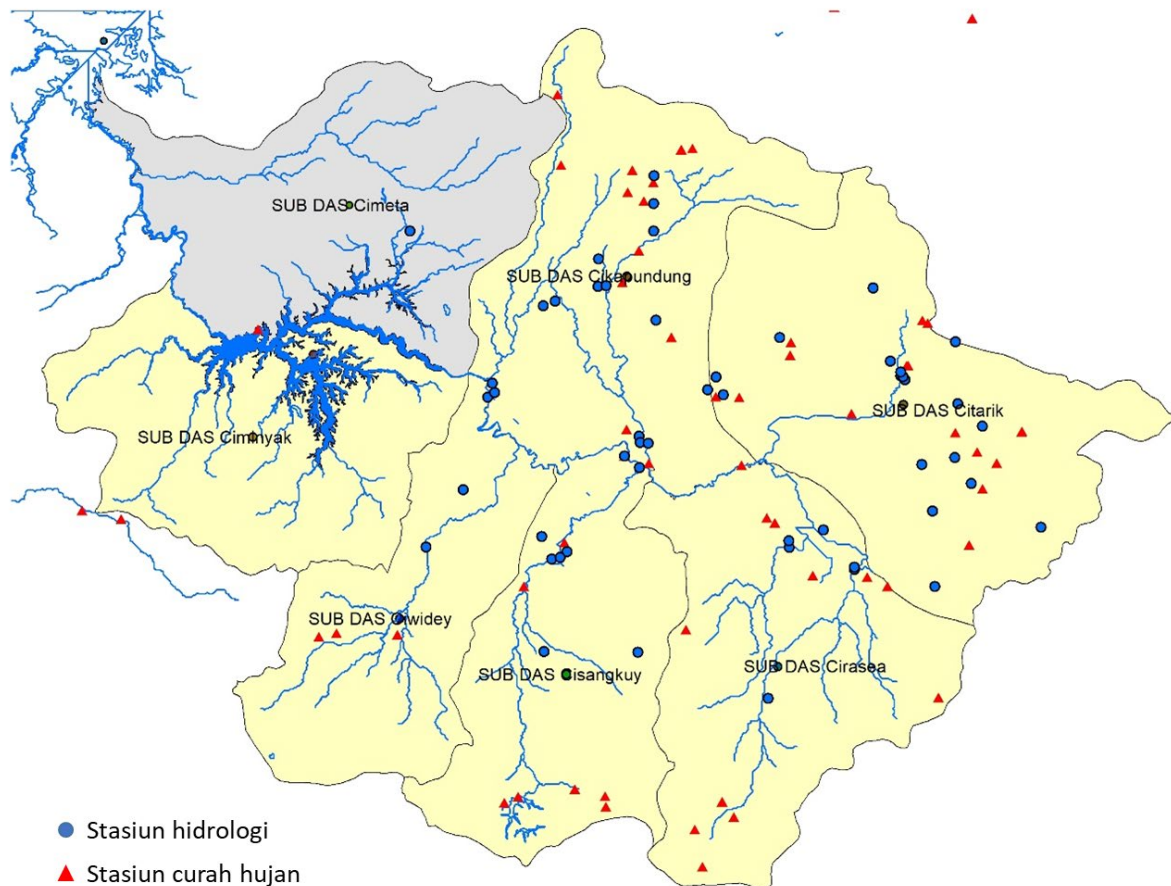 SUB DAS Cimeta
SUB DAS Cikapundung
SUB DAS Citarik
SUB DAS Ciminyak
SUB DAS Ciwidey
SUB DAS Cirasea
SUB DAS Cisangkuy
Stasiun hidrologi
Stasiun curah hujan